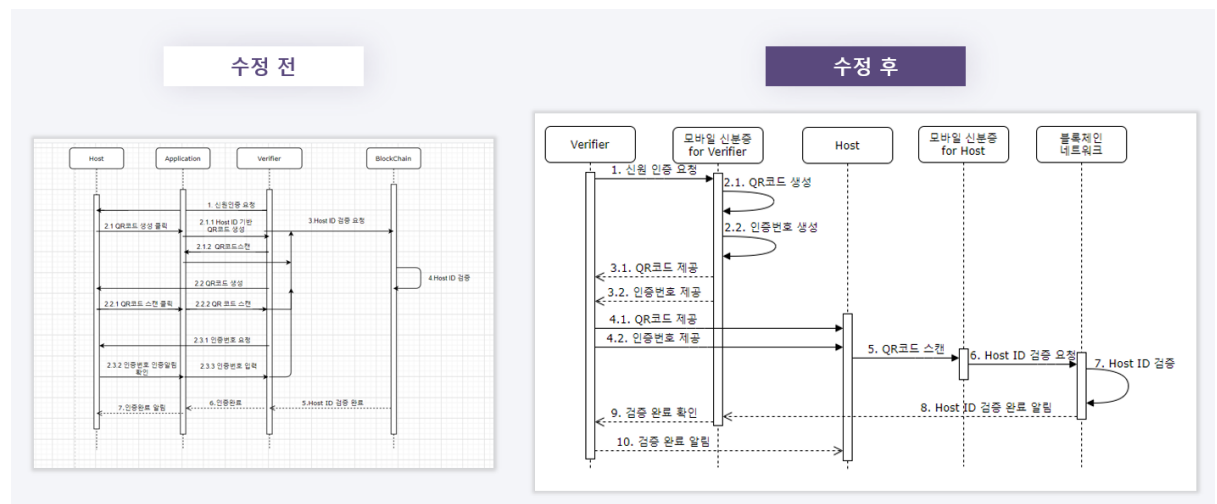 수정 전
수정 후
Host
Application
Verifier
BlockChain
1. 신원인증 요청
2.1 QR코드 생성 클릭
2.1.1 Host ID 기반
QR코드 생성
3.Host ID 검증 요청
2.1.2 QR코드스캔
4.Host ID 검증
2.2 QR코드 생성
2.2.1 QR코드 스캔 클릭
2.2.2 QR 코드 스캔
2.3.1 인증번호 요청
2.3.2 인증번호 인증알림
확인
2.3.3 인증번호 입력
7.인증완료 알림
6.인증완료
5.Host ID 검증 완료
Verifier
모바일 신분증
for Verifier
Host
모바일 신분증
for Host
블록체인
네트워크
1. 신원 인증 요청
2.1. QR코드 생성
2.2. 인증번호 생성
3.1. QR코드 제공
3.2. 인증번호 제공
4.1. QR코드 제공
4.2. 인증번호 제공
5. QR코드 스캔
6. Host ID 검증 요청
7. Host ID 검증
8. Host ID 검증 완료 알림
9. 검증 완료 확인
10. 검증 완료 알림